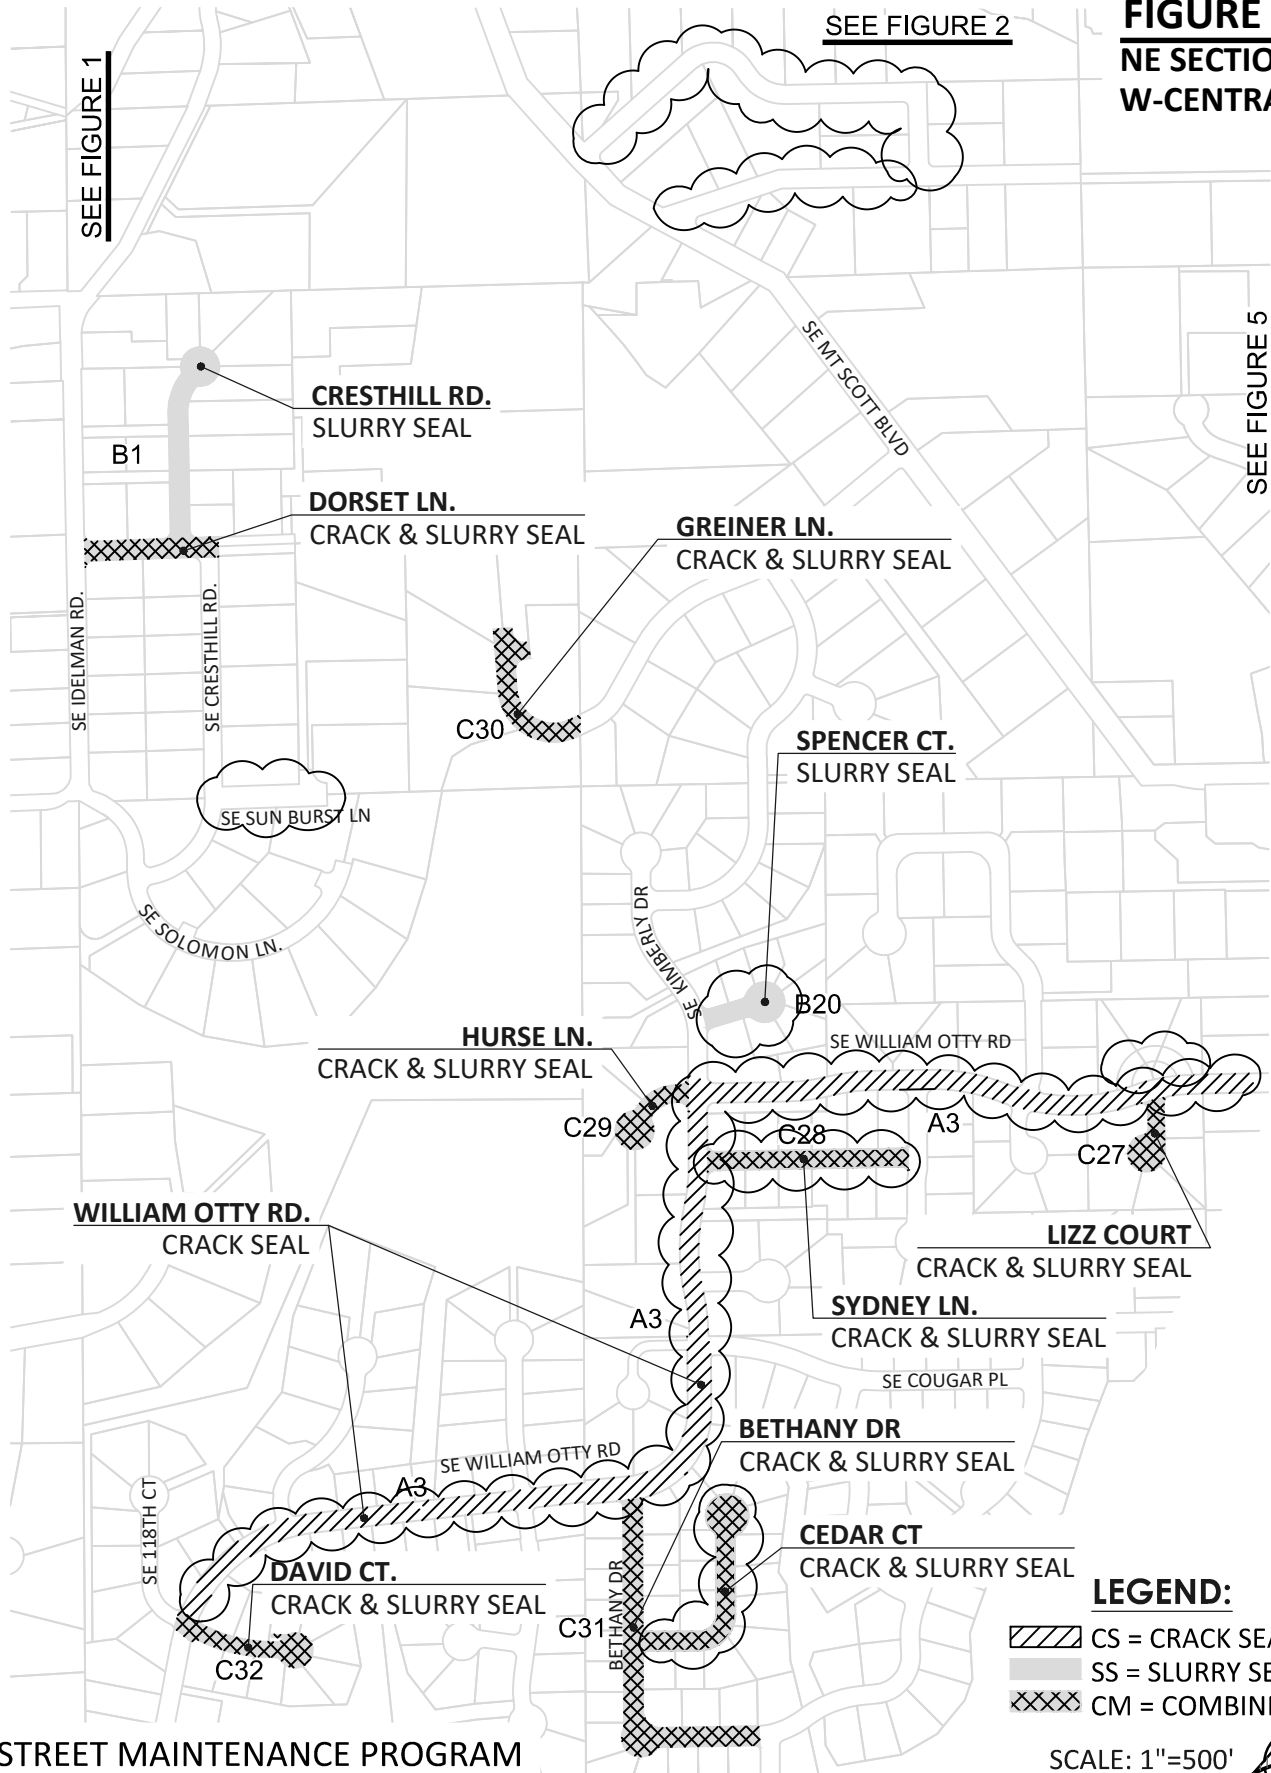 SEE FIGURE 2
FIGURE
NE SECTIO
W-CENTRA
SEE FIGURE 1
SEE FIGURE 5
SE MT SCOTT BLVD
CRESTHILL RD.
SLURRY SEAL
B1
DORSET LN.
CRACK & SLURRY SEAL
GREINER LN.
CRACK & SLURRY SEAL
SE IDELMAN RD.
SE CRESTHILL RD.
C30
SPENCER CT.
SLURRY SEAL
SE SUN BURST LN
SE SOLOMON LN.
SE KIMBERLY DR
B20
SE WILLIAM OTTY RD
HURSE LN.
CRACK & SLURRY SEAL
C29
C28
A3
C27
WILLIAM OTTY RD.
CRACK SEAL
LIZZ COURT
CRACK & SLURRY SEAL
SYDNEY LN.
CRACK & SLURRY SEAL
A3
SE COUGAR PL
BETHANY DR
CRACK & SLURRY SEAL
SE WILLIAM OTTY RD
A3
SE 118TH CT
CEDAR CT
CRACK & SLURRY SEAL
DAVID CT.
CRACK & SLURRY SEAL
BETHANY DR
C31
C32
LEGEND:
CS = CRACK SEA
SS = SLURRY SE
CM = COMBINE
STREET MAINTENANCE PROGRAM
SCALE: 1"=500'